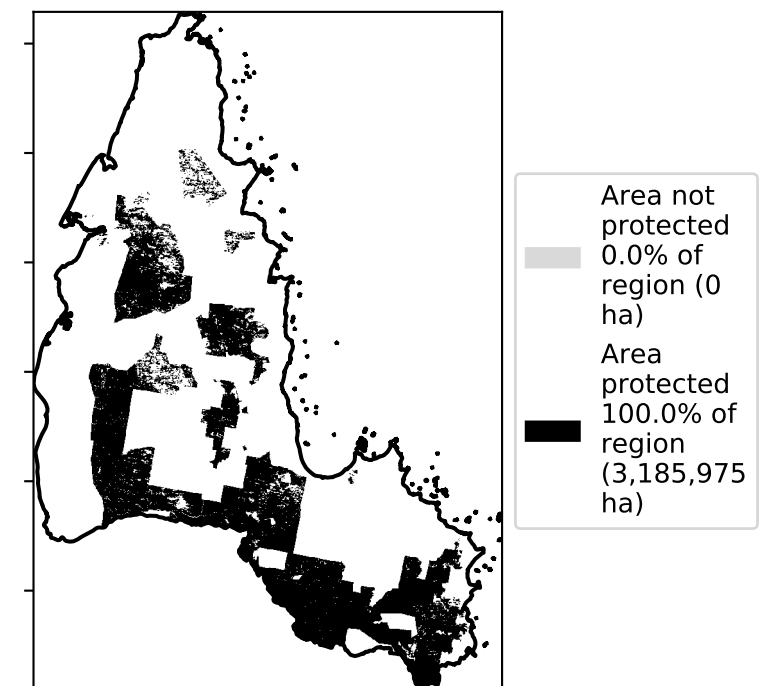 Area not
protected
0.0% of
region (0
ha)
Area
protected
100.0% of
region
(3,185,975
ha)